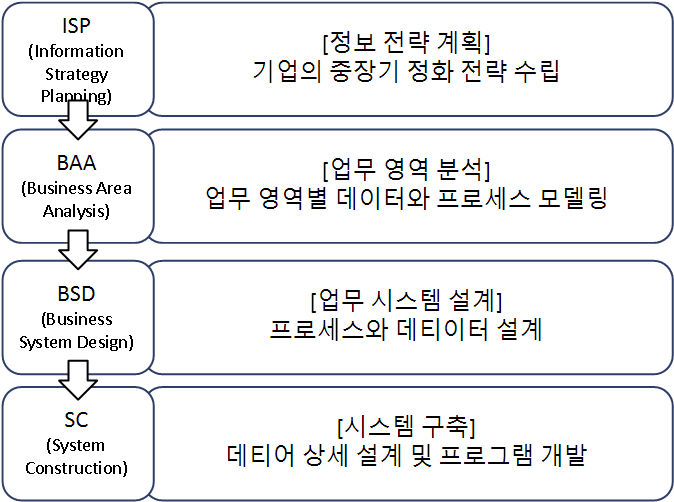 ISP
(Information
Strategy
Planning)
[정보 전략 계획]
기업의 중장기 정화 전략 수립
BAA
(Business Area
Analysis)
[업무 영역 분석]
업무 영역별 데이터와 프로세스 모델링
BSD
(Business
System Design)
[업무 시스템 설계]
프로세스와 데티이터 설계
SC
(System
Construction)
[시스템 구축]
데티어 상세 설계 및 프로그램 개발